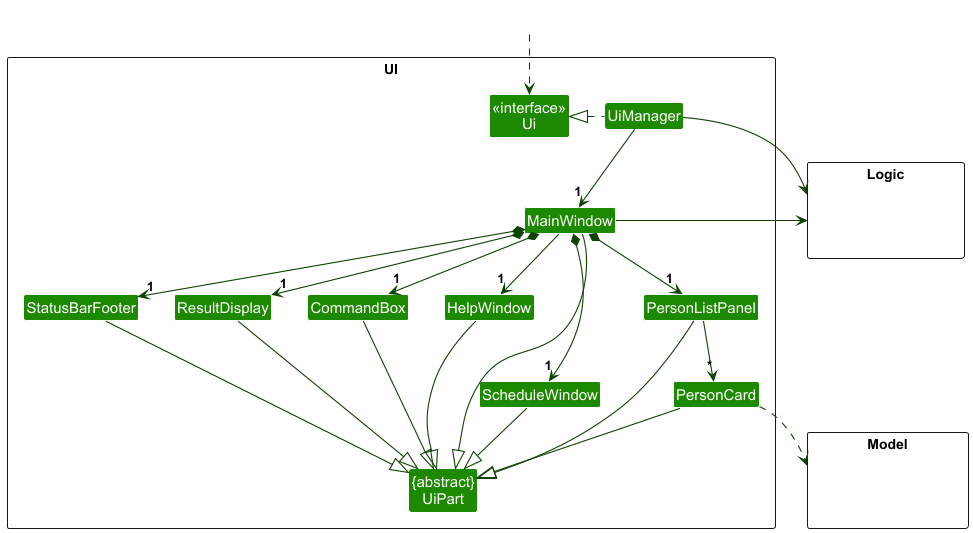 UI
«interface»
Ui
UiManager
Logic
1
MainWindow
1
1
1
1
1
StatusBarFooter
ResultDisplay
CommandBox
HelpWindow
PersonListPanel
1
*
ScheduleWindow
PersonCard
Model
{abstract}
UiPart